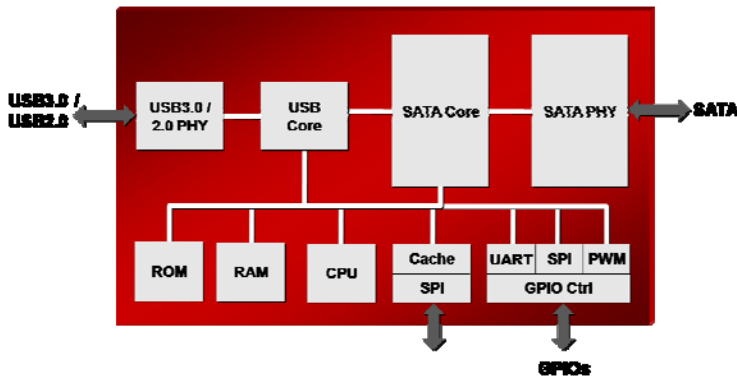 USB3.0 /
USB2.0
USB3.0 /
2.0 PHY
USB
Core
SATA Core
SATA PHY
SATA
ROM
RAM
CPU
Cache
SPI
UART
SPI
PWM
GPIO Ctrl
GPIOs